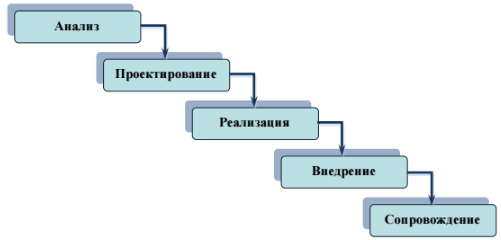 Анализ
Проектирование
Реализация
Внедрение
Сопровождение